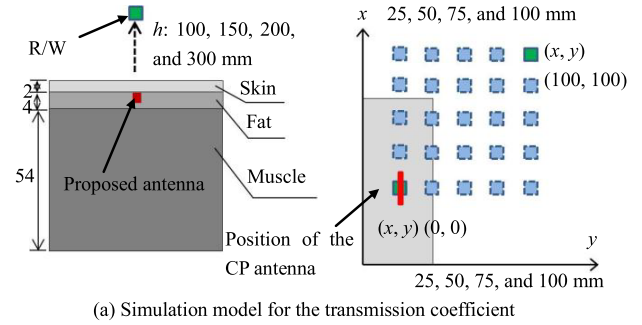 R/W
h: 100, 150, 200,
and 300 mm
Skin
2
4
Fat
54
Proposed antenna
Muscle
x
25, 50, 75, and 100 mm
(x, y)
(100, 100)
Position of the
CP antenna
(x, y) (0, 0)
y
25, 50, 75, and 100 mm
(a) Simulation model for the transmission coefficient